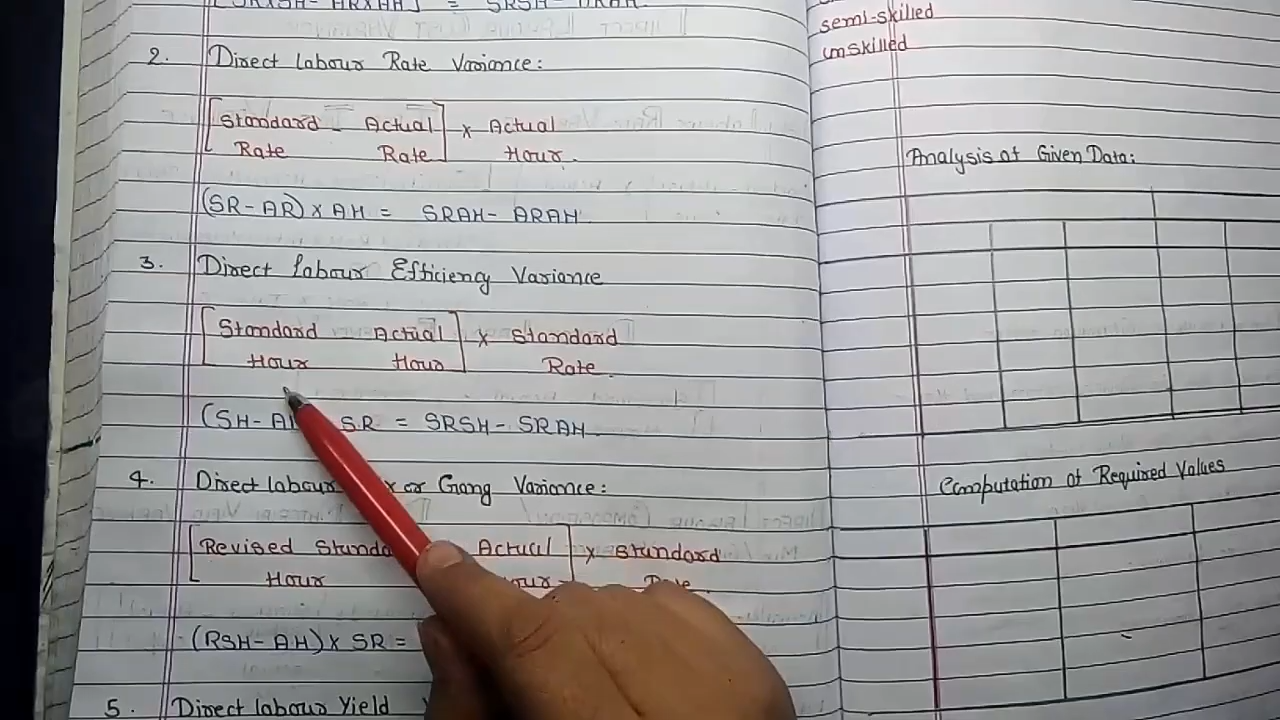 SRSH-
2. Direct Labour Rate Variance:
[Standard - Actual] x Actual
Rate Rate Hour.
(SR-AR) x AH = SRAH - ARAH
3. Direct Labour Efficiency Variance
[Standard - Actual] x Standard
Hour Hour Rate.
(SH- SR = SRSH - SRAH
4. Direct labour or Gang Variance:
[Revised Actual] x Standard
Hour
(RSH-AH) x SR =
5. Direct labour Yield
semi-skilled
unskilled
Analysis of Given Data:
Computation of Required Values